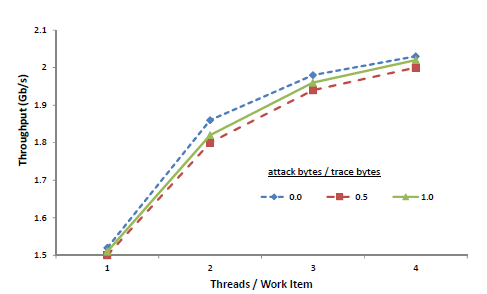 2.1
2
1.9
1.8
1.7
1.6
1.5
Throughput (Gb/s)
attack bytes / trace bytes
0.0 0.5 1.0
1 2 3 4
Threads / Work Item